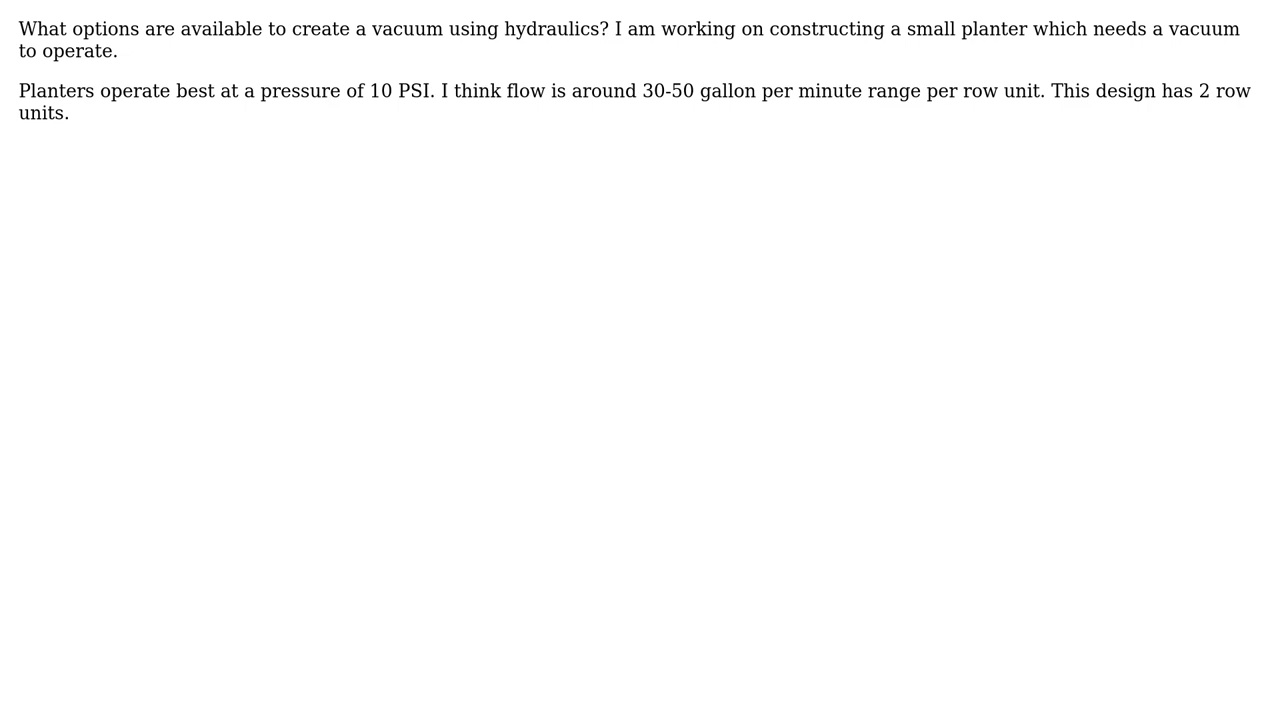 What options are available to create a vacuum using hydraulics? I am working on constructing a small planter which needs a vacuum
to operate.
Planters operate best at a pressure of 10 PSI. I think flow is around 30-50 gallon per minute range per row unit. This design has 2 row
units.